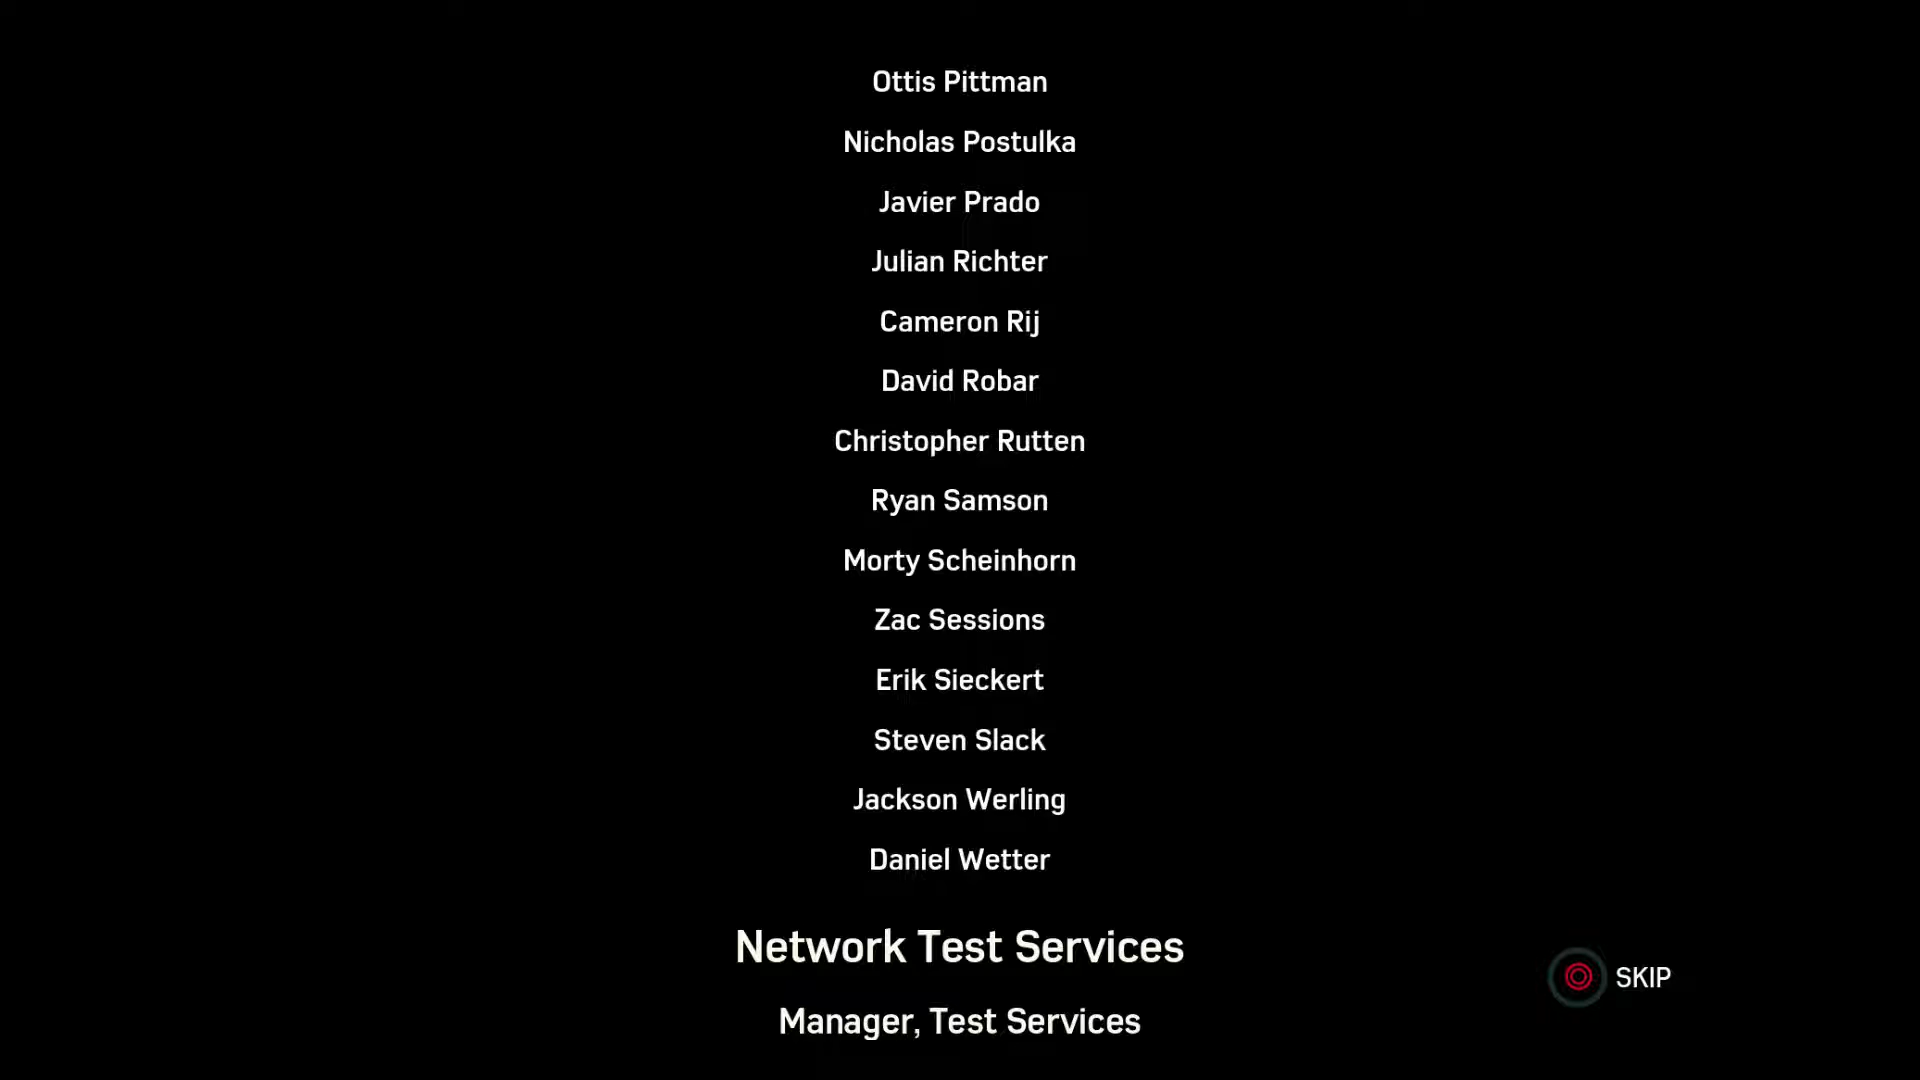 Ottis Pittman
Nicholas Postulka
Javier Prado
Julian Richter
Cameron Rij
David Robar
Christopher Rutten
Ryan Samson
Morty Scheinhorn
Zac Sessions
Erik Sieckert
Steven Slack
Jackson Werling
Daniel Wetter
Network Test Services
SKIP
Manager, Test Services